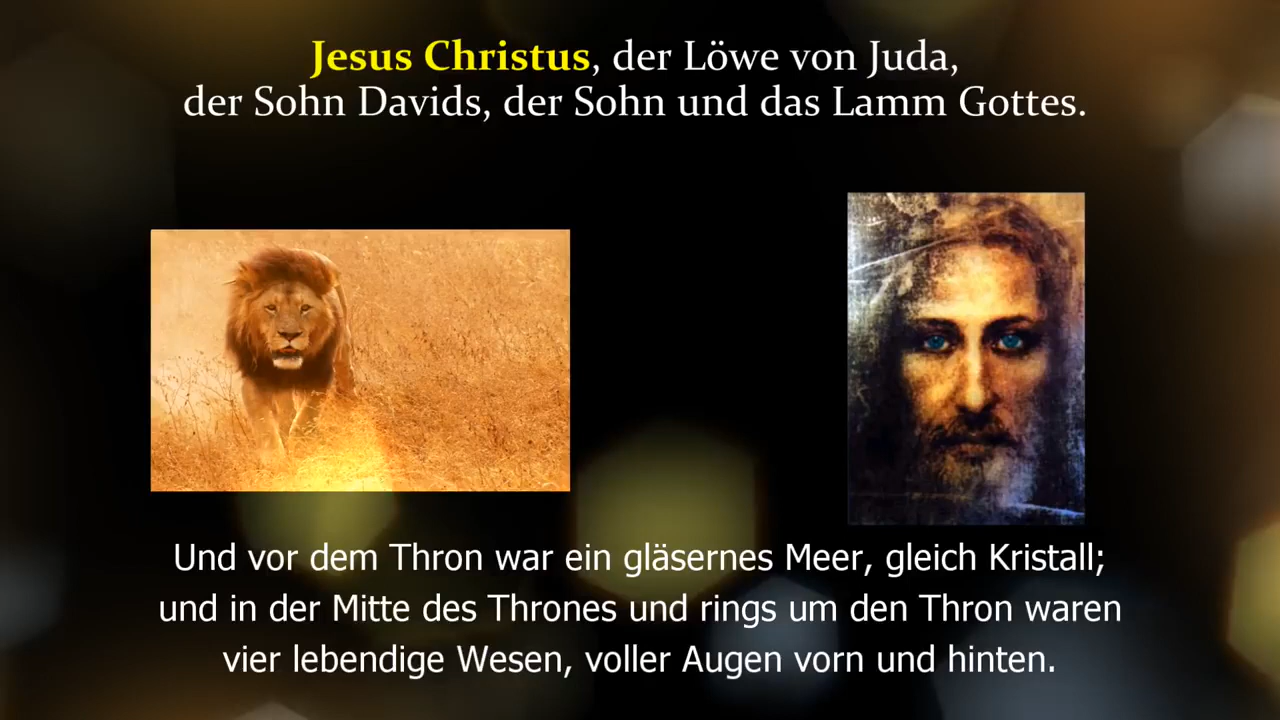 Jesus Christus, der Löwe von Juda,
der Sohn Davids, der Sohn und das Lamm Gottes.
Und vor dem Thron war ein gläsernes Meer, gleich Kristall;
und in der Mitte des Thrones und rings um den Thron waren
vier lebendige Wesen, voller Augen vorn und hinten.